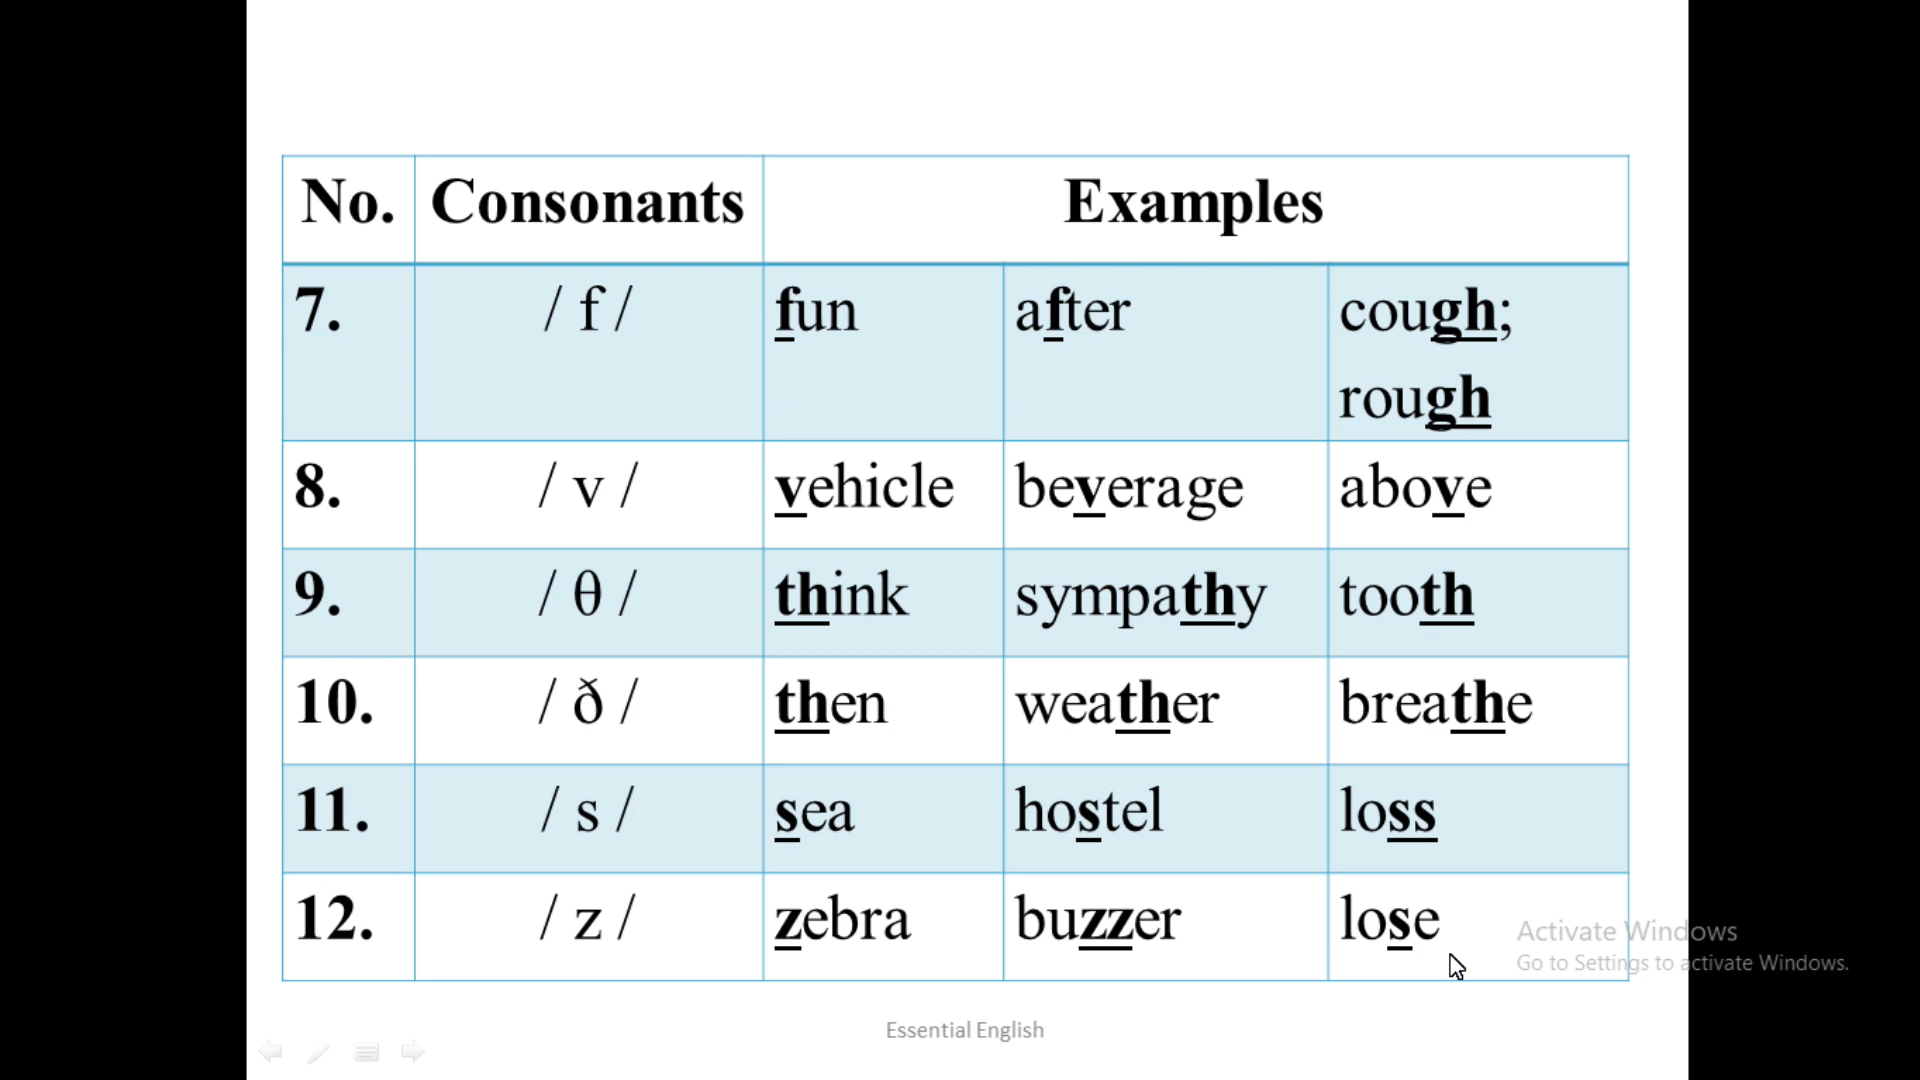 No. Consonants Examples
7. / f / fun after cough;
rough
8. / v / vehicle beverage above
9. / θ / think sympathy tooth
10. / ð / then weather breathe
11. / s / sea hostel loss
12. / z / zebra buzzer lose
Activate Windows
Go to Settings to activate Windows.
Essential English